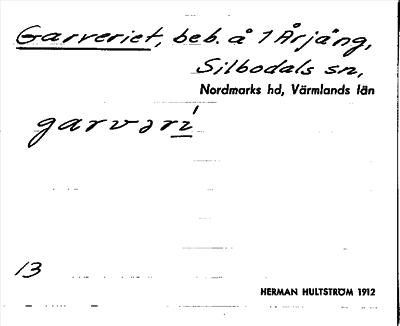 Garveriet, beb. å 1 Årjäng,
Silbodals sn,
Nordmarks hd, Värmlands län
garvərí̲
13
HERMAN HULTSTRÖM 1912